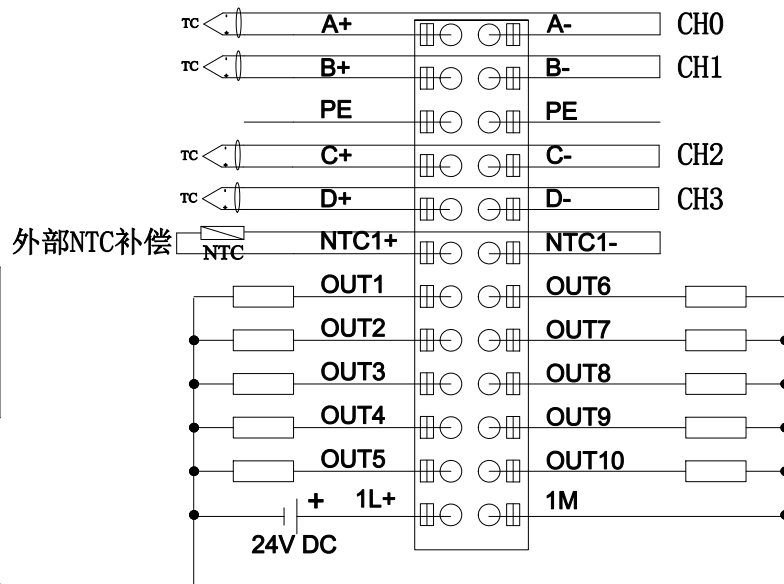 TC A+ A- CH0
TC B+ B- CH1
PE PE
TC C+ C- CH2
TC D+ D- CH3
外部NTC补偿 NTC NTC1+ NTC1-
OUT1 OUT6
OUT2 OUT7
OUT3 OUT8
OUT4 OUT9
OUT5 OUT10
+ 1L+ 1M
24V DC